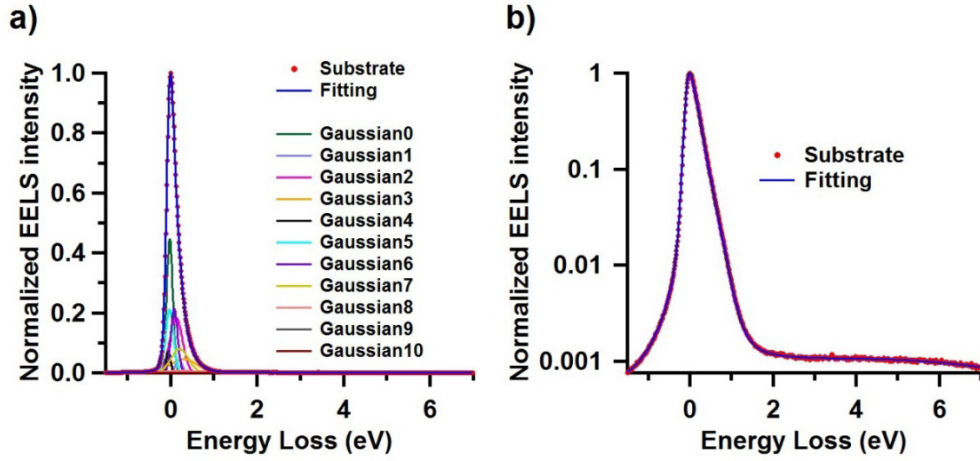 a)
Normalized EELS intensity
1.0
0.8
0.6
0.4
0.2
0.0
0
2
4
6
Energy Loss (eV)
Substrate
Fitting
Gaussian0
Gaussian1
Gaussian2
Gaussian3
Gaussian4
Gaussian5
Gaussian6
Gaussian7
Gaussian8
Gaussian9
Gaussian10
b)
Normalized EELS intensity
1
0.1
0.01
0.001
0
2
4
6
Energy Loss (eV)
Substrate
Fitting